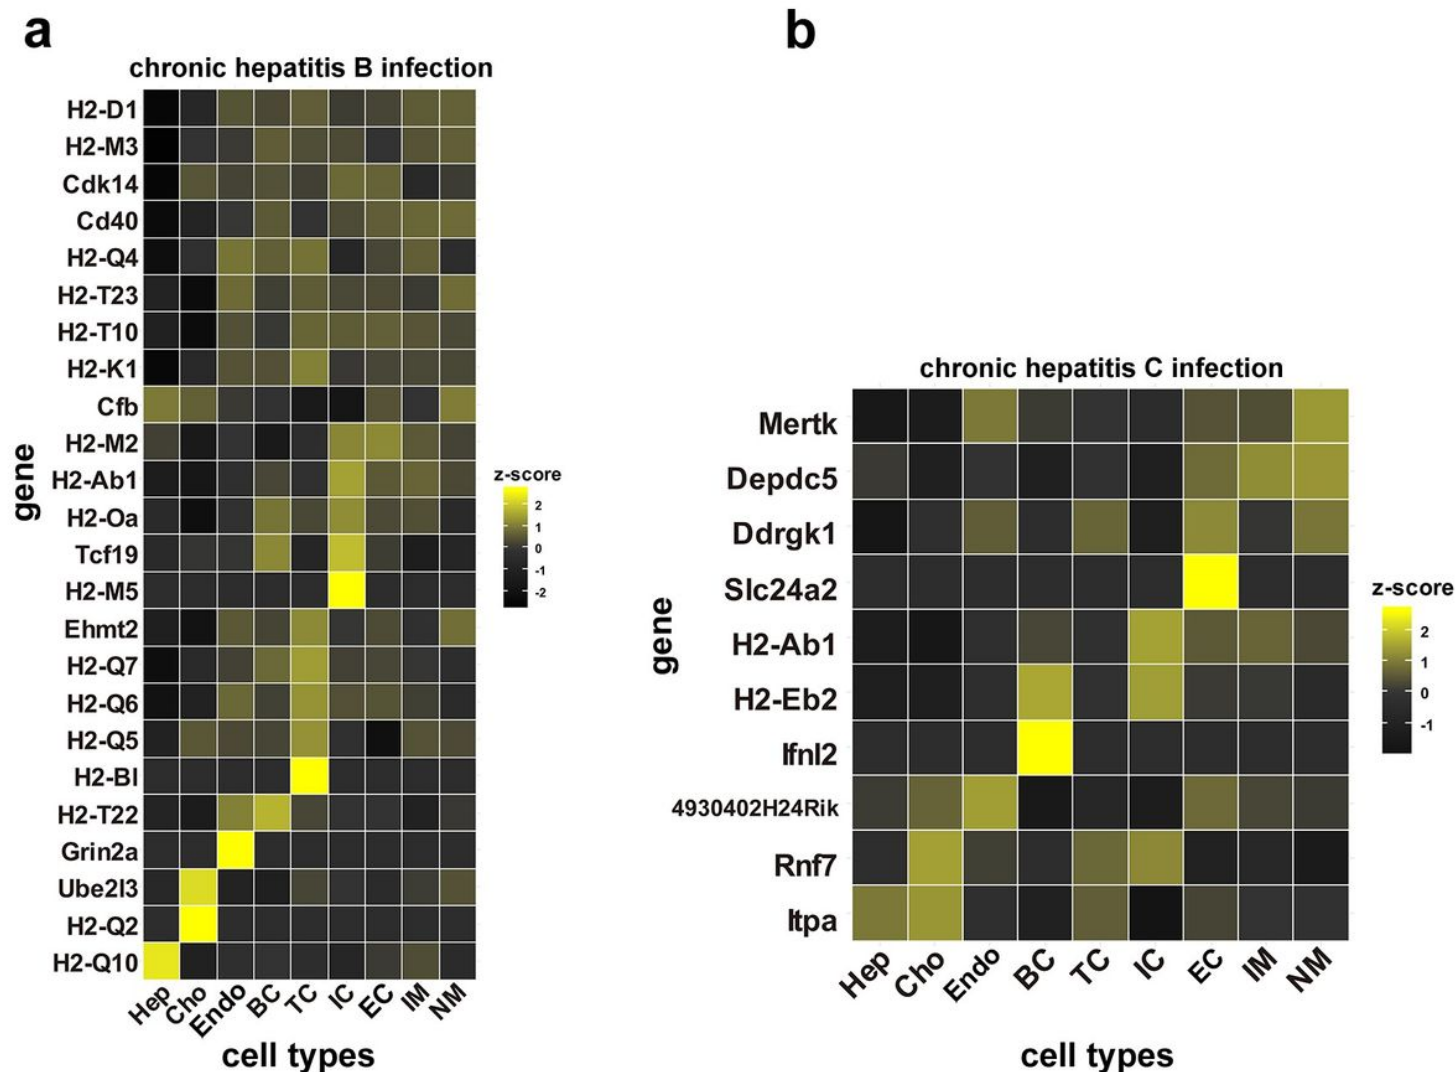 a
chronic hepatitis B infection
gene
H2-D1
H2-M3
Cdk14
Cd40
H2-Q4
H2-T23
H2-T10
H2-K1
Cfb
H2-M2
H2-Ab1
H2-Oa
Tcf19
H2-M5
Ehmt2
H2-Q7
H2-Q6
H2-Q5
H2-Bl
H2-T22
Grin2a
Ube2l3
H2-Q2
H2-Q10
Hep Cho Endo BC TC IC EC IM NM
cell types
z-score
2
1
0
-1
-2
b
chronic hepatitis C infection
gene
Mertk
Depdc5
Ddrgk1
Slc24a2
H2-Ab1
H2-Eb2
Ifnl2
4930402H24Rik
Rnf7
Itpa
Hep Cho Endo BC TC IC EC IM NM
cell types
z-score
2
1
0
-1